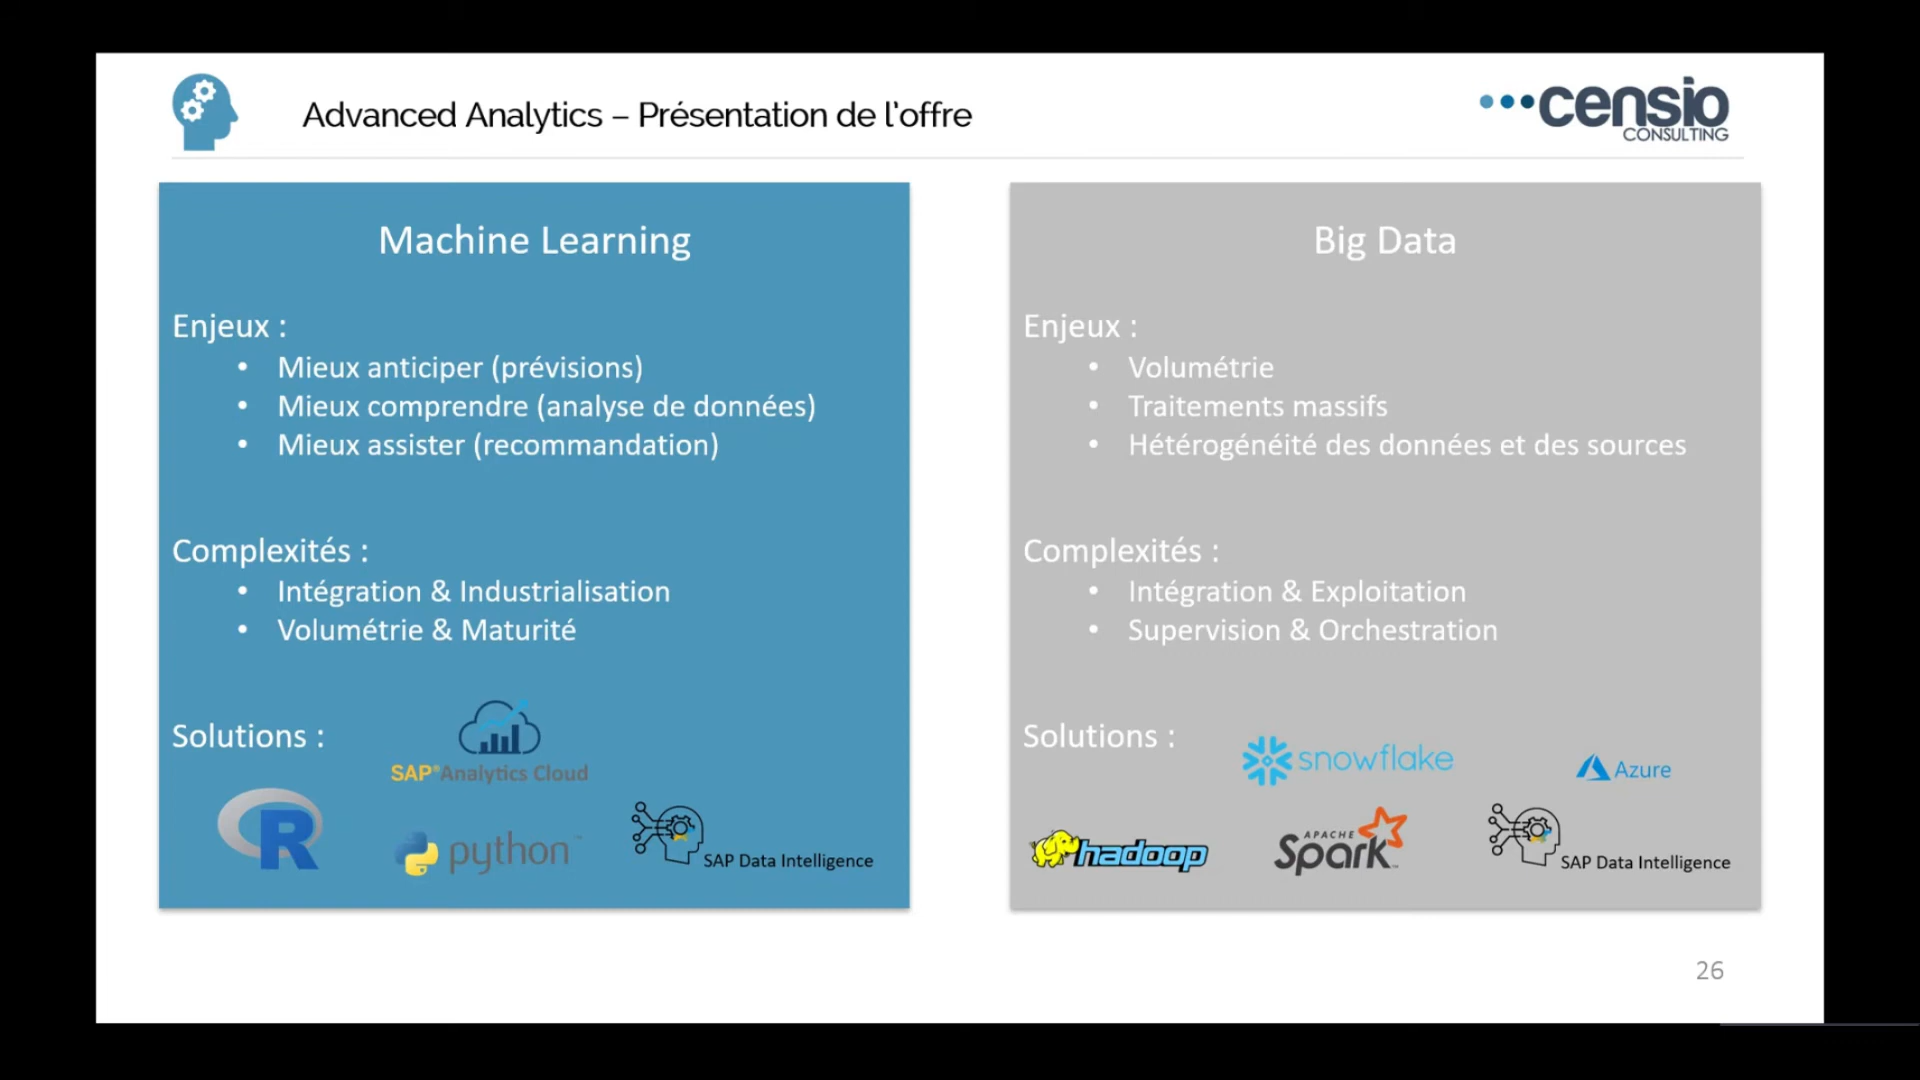 Advanced Analytics – Présentation de l'offre
censio
CONSULTING
Machine Learning
Enjeux :
• Mieux anticiper (prévisions)
• Mieux comprendre (analyse de données)
• Mieux assister (recommandation)
Complexités :
• Intégration & Industrialisation
• Volumétrie & Maturité
Solutions :
SAP® Analytics Cloud
R
python™
SAP Data Intelligence
Big Data
Enjeux :
• Volumétrie
• Traitements massifs
• Hétérogénéité des données et des sources
Complexités :
• Intégration & Exploitation
• Supervision & Orchestration
Solutions :
snowflake
Azure
hadoop
APACHE
Spark™
SAP Data Intelligence
26